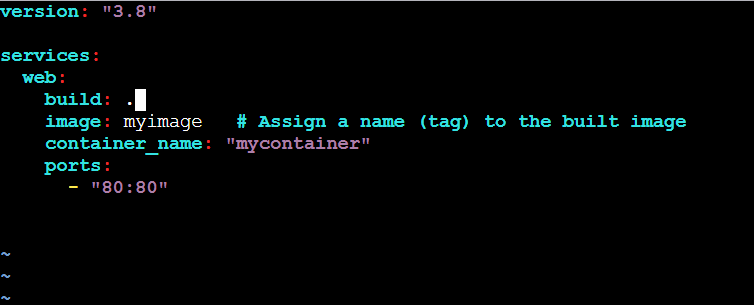 version: "3.8"

services:
  web:
    build: .
    image: myimage   # Assign a name (tag) to the built image
    container_name: "mycontainer"
    ports:
      - "80:80"

~
~
~